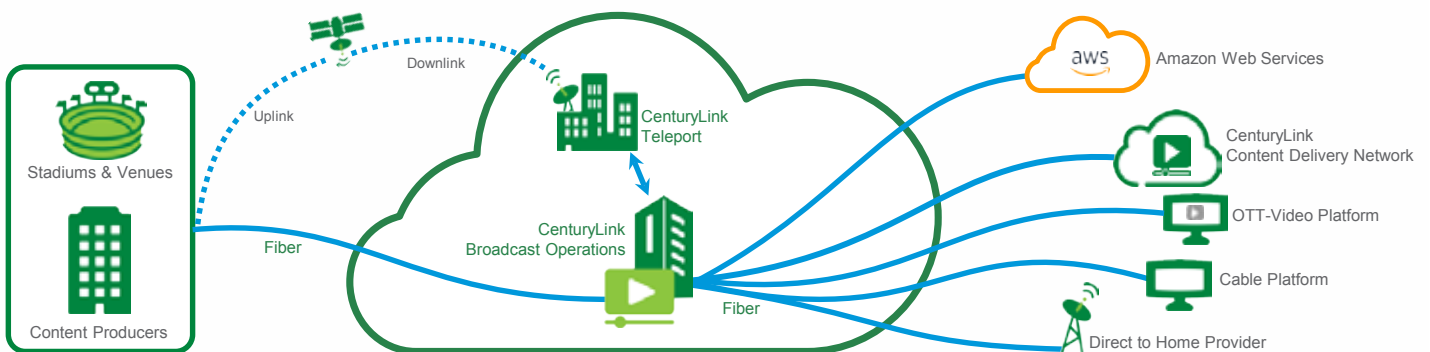 Stadiums & Venues
Content Producers
Uplink
Downlink
Fiber
CenturyLink
Teleport
CenturyLink
Broadcast Operations
Fiber
aws
Amazon Web Services
CenturyLink
Content Delivery Network
OTT-Video Platform
Cable Platform
Direct to Home Provider